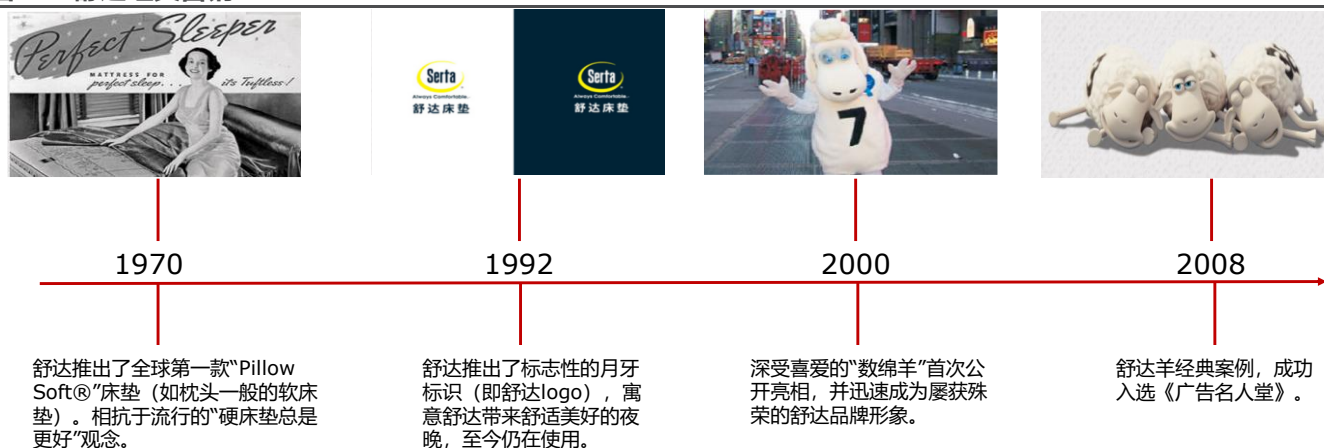 Perfect Sleeper
MATTRESS FOR
perfect sleep... it's Tuftless!
Serta
Always Comfortable.
舒达床垫
Serta
Always Comfortable.
舒达床垫
7
1970
1992
2000
2008
舒达推出了全球第一款“Pillow
Soft®”床垫（如枕头一般的软床
垫）。相抗于流行的“硬床垫总是
更好”观念。
舒达推出了标志性的月牙
标识（即舒达logo），寓
意舒达带来舒适美好的夜
晚，至今仍在使用。
深受喜爱的“数绵羊”首次公
开亮相，并迅速成为屡获殊
荣的舒达品牌形象。
舒达羊经典案例，成功
入选《广告名人堂》。